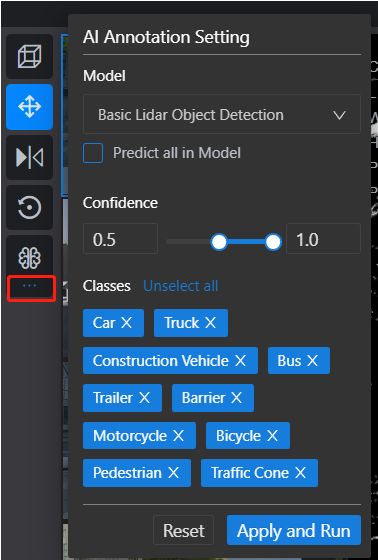 AI Annotation Setting
Model
Basic Lidar Object Detection
Predict all in Model
Confidence
0.5 1.0
Classes Unselect all
Car X Truck X
Construction Vehicle X Bus X
Trailer X Barrier X
Motorcycle X Bicycle X
Pedestrian X Traffic Cone X
Reset Apply and Run